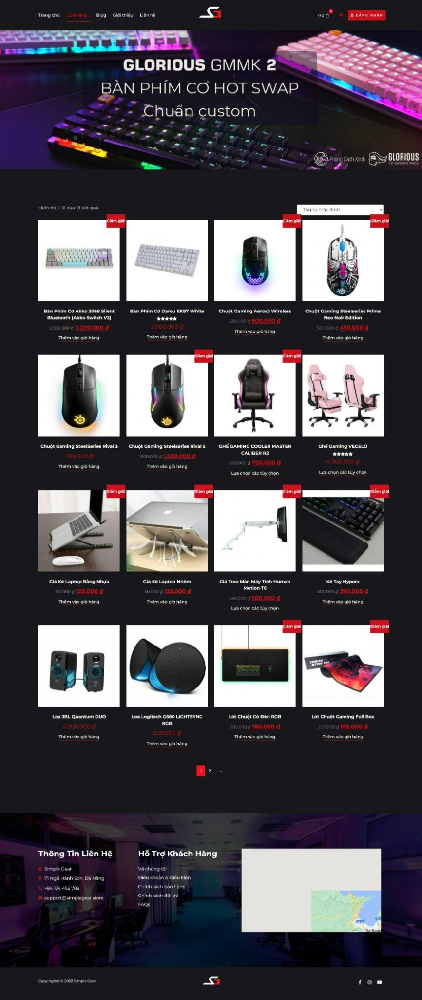 Trang chủ
Cửa hàng
Blog
Giới thiệu
Liên hệ
0 ₫
0
ĐĂNG NHẬP
GLORIOUS GMMK 2
BÀN PHÍM CƠ HOT SWAP
Chuẩn custom
Phong Cách Xanh
GLORIOUS
PC GAMING RACE
Hiển thị 1–16 của 18 kết quả
Thứ tự mặc định
Giảm giá!
Giảm giá!
Giảm giá!
Bàn Phím Cơ Akko 3068 Silent
Bluetooth (Akko Switch V2)
2.500.000 ₫ 2.200.000 ₫
Thêm vào giỏ hàng
Bàn Phím Cơ Dareu EK87 White
2.000.000 ₫
Thêm vào giỏ hàng
Chuột Gaming Aerox3 Wireless
650.000 ₫ 600.000 ₫
Thêm vào giỏ hàng
Chuột Gaming Steelseries Prime
Neo Noir Edition
500.000 ₫ 450.000 ₫
Thêm vào giỏ hàng
Giảm giá!
Giảm giá!
Chuột Gaming SteelSeries Rival 3
799.000 ₫
Thêm vào giỏ hàng
Chuột Gaming Steelseries Rival 5
1.600.000 ₫ 1.580.000 ₫
Thêm vào giỏ hàng
GHẾ GAMING COOLER MASTER
CALIBER R2
800.000 ₫ 700.000 ₫
Lựa chọn các tùy chọn
Ghế Gaming VECELO
4.000.000 ₫
Lựa chọn các tùy chọn
Giảm giá!
Giảm giá!
Giảm giá!
Giảm giá!
Giá Kê Laptop Bằng Nhựa
150.000 ₫ 120.000 ₫
Thêm vào giỏ hàng
Giá Kê Laptop Nhôm
150.000 ₫ 125.000 ₫
Thêm vào giỏ hàng
Giá Treo Màn Máy Tính Human
Motion T6
550.000 ₫ 500.000 ₫
Lựa chọn các tùy chọn
Kê Tay Hyperx
300.000 ₫ 290.000 ₫
Thêm vào giỏ hàng
Giảm giá!
Giảm giá!
GAMING
MOUSE PAD
Loa JBL Quantum DUO
4.200.000 ₫
Thêm vào giỏ hàng
Loa Logitech G560 LIGHTSYNC
RGB
500.000 ₫
Thêm vào giỏ hàng
Lót Chuột Có Đèn RGB
200.000 ₫ 180.000 ₫
Thêm vào giỏ hàng
Lót Chuột Gaming Full Box
200.000 ₫ 185.000 ₫
Thêm vào giỏ hàng
1 2 →
Thông Tin Liên Hệ
Simple Gear
71 Ngũ Hành Sơn, Đà Nẵng
+84 124 456 789
support@simplegear.store
Hỗ Trợ Khách Hàng
Về chúng tôi
Điều khoản & Điều kiện
Chính sách bảo hành
Chính sách đổi trả
FAQs
QL1A
Da Nang
Copy righet © 2022 Simple Gear